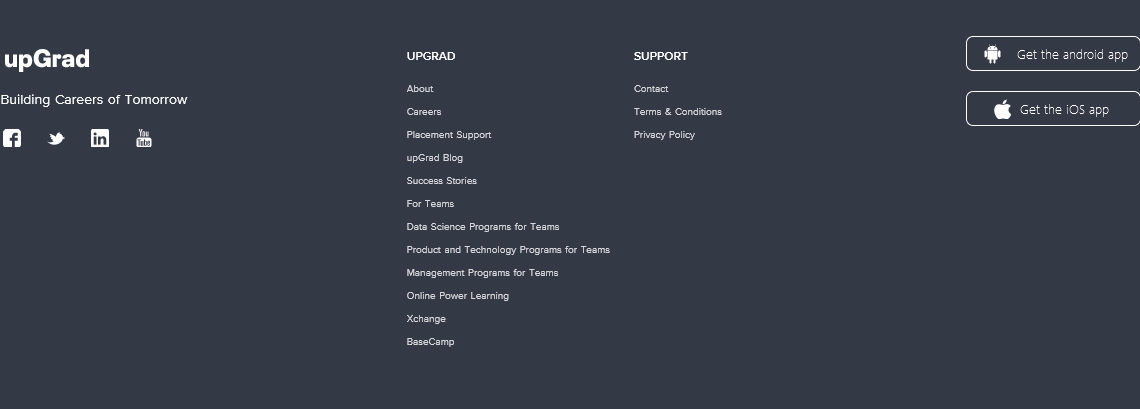 upGrad
Building Careers of Tomorrow
You
Tube
UPGRAD
About
Careers
Placement Support
upGrad Blog
Success Stories
For Teams
Data Science Programs for Teams
Product and Technology Programs for Teams
Management Programs for Teams
Online Power Learning
Xchange
BaseCamp
SUPPORT
Contact
Terms & Conditions
Privacy Policy
Get the android app
Get the iOS app